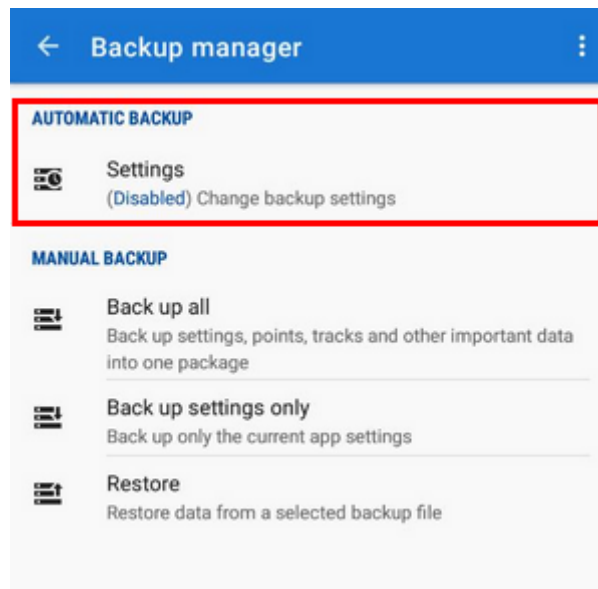 Backup manager
AUTOMATIC BACKUP
Settings
(Disabled) Change backup settings
MANUAL BACKUP
Back up all
Back up settings, points, tracks and other important data
into one package
Back up settings only
Back up only the current app settings
Restore
Restore data from a selected backup file